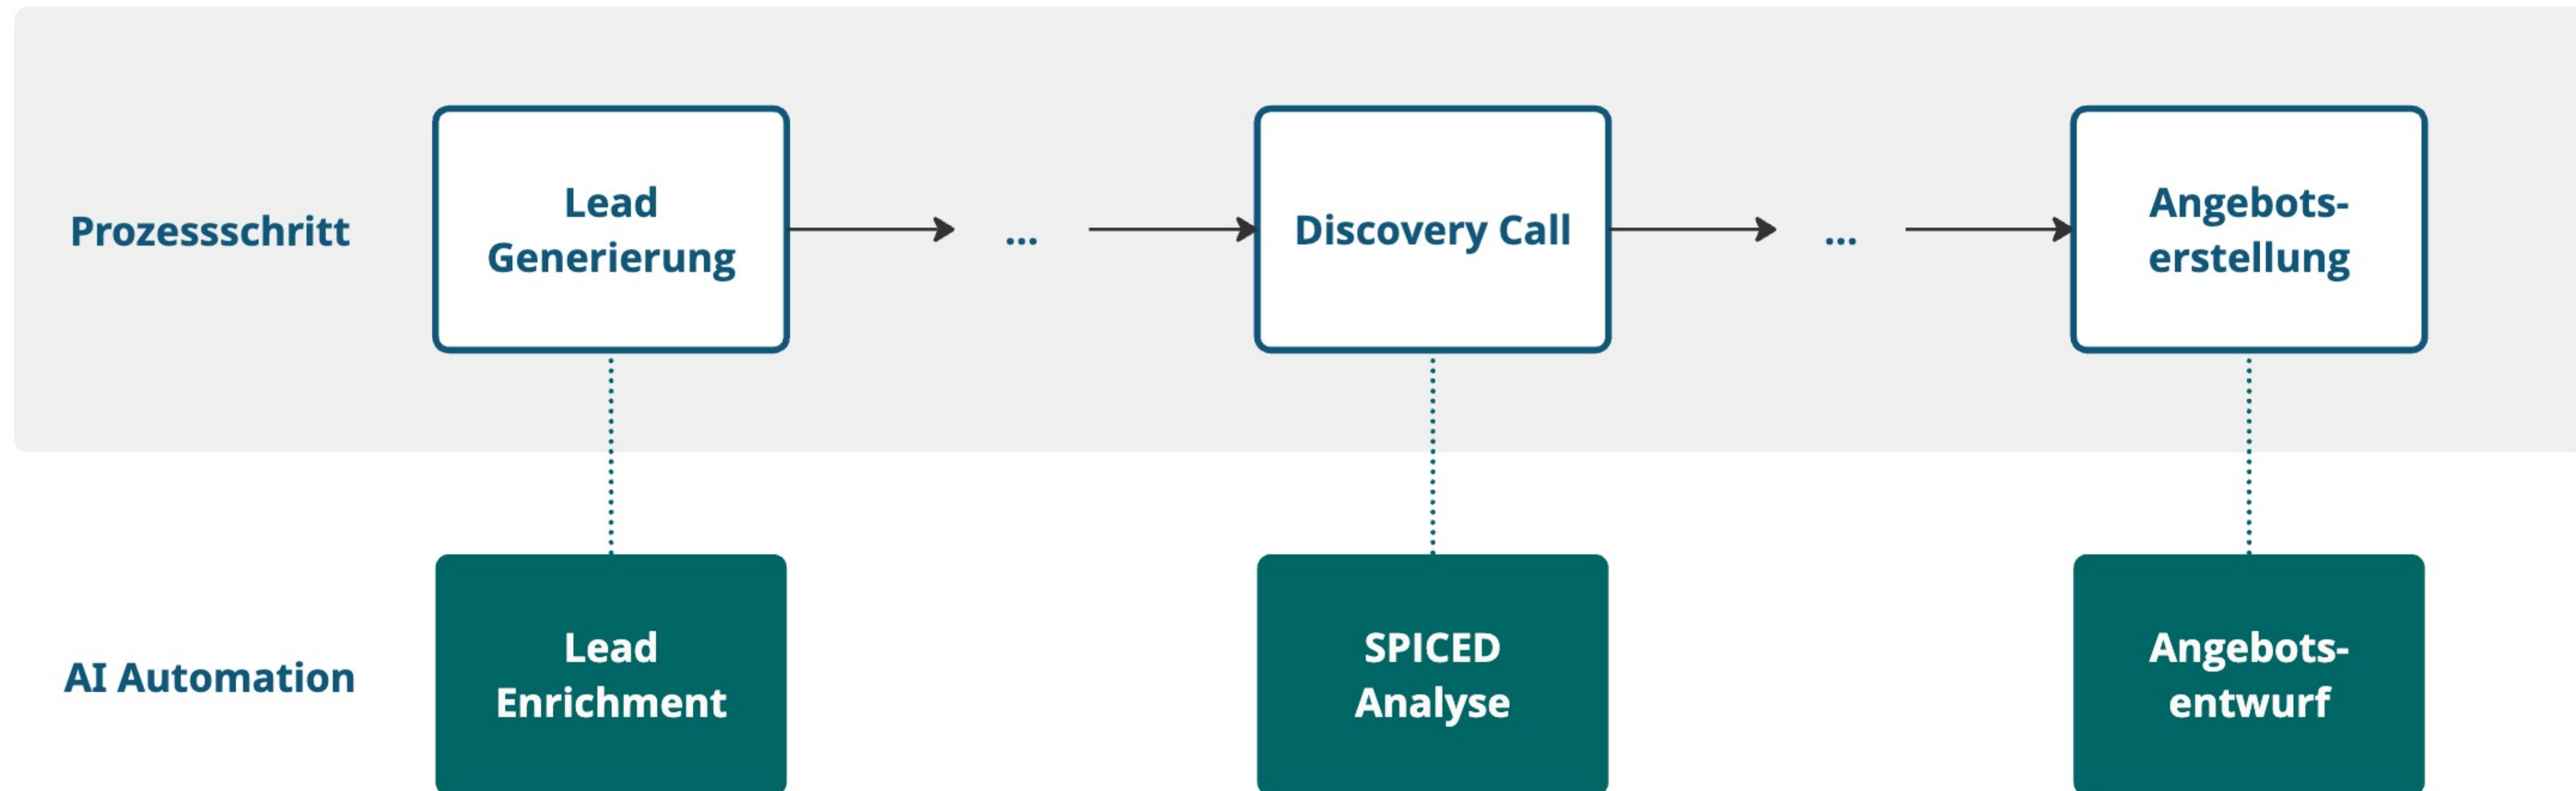 Prozessschritt
Lead
Generierung
...
Discovery Call
...
Angebots-
erstellung
AI Automation
Lead
Enrichment
SPICED
Analyse
Angebots-
entwurf